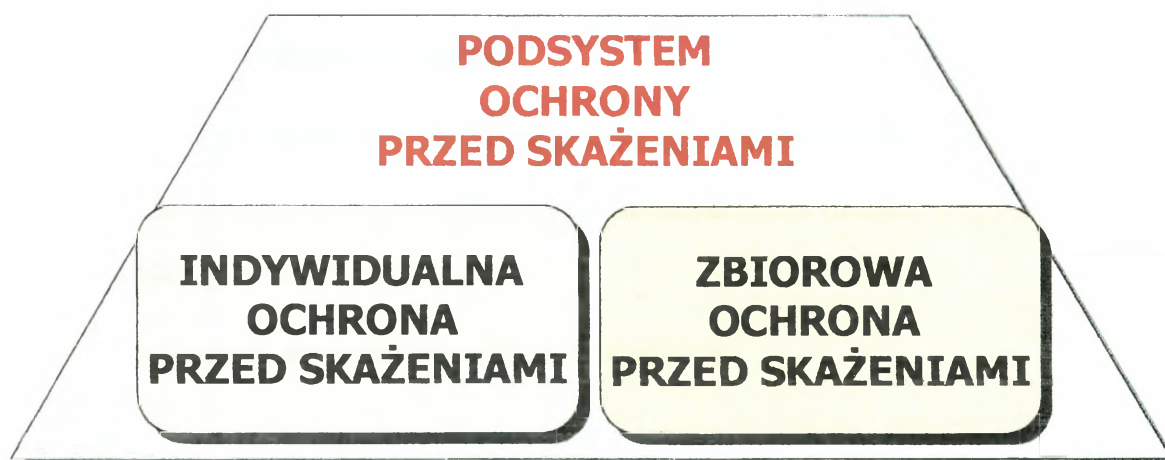 PODSYSTEM
OCHRONY
PRZED SKAŻENIAMI
INDYWIDUALNA
OCHRONA
PRZED SKAŻENIAMI
ZBIOROWA
OCHRONA
PRZED SKAŻENIAMI